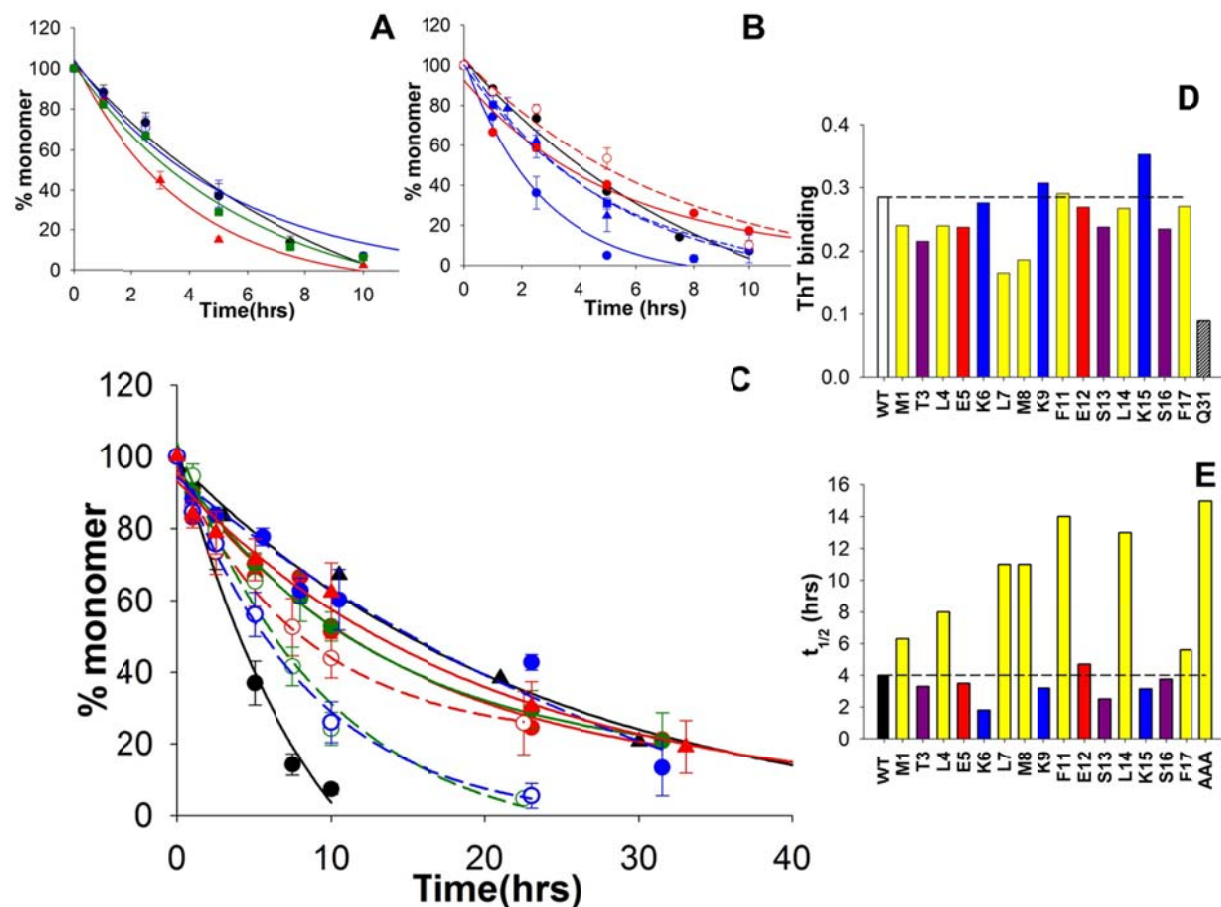 A
% monomer
120
100
80
60
40
20
0
0 2 4 6 8 10
Time(hrs)
B
% monomer
120
100
80
60
40
20
0
0 2 4 6 8 10
Time (hrs)
C
% monomer
120
100
80
60
40
20
0
0 10 20 30 40
Time(hrs)
D
ThT binding
0.4
0.3
0.2
0.1
0.0
WT M1 T3 L4 E5 K6 L7 M8 K9 F11 E12 S13 L14 K15 S16 F17 Q31
E
t1/2 (hrs)
16
14
12
10
8
6
4
2
0
WT M1 T3 L4 E5 K6 L7 M8 K9 F11 E12 S13 L14 K15 S16 F17 AAA